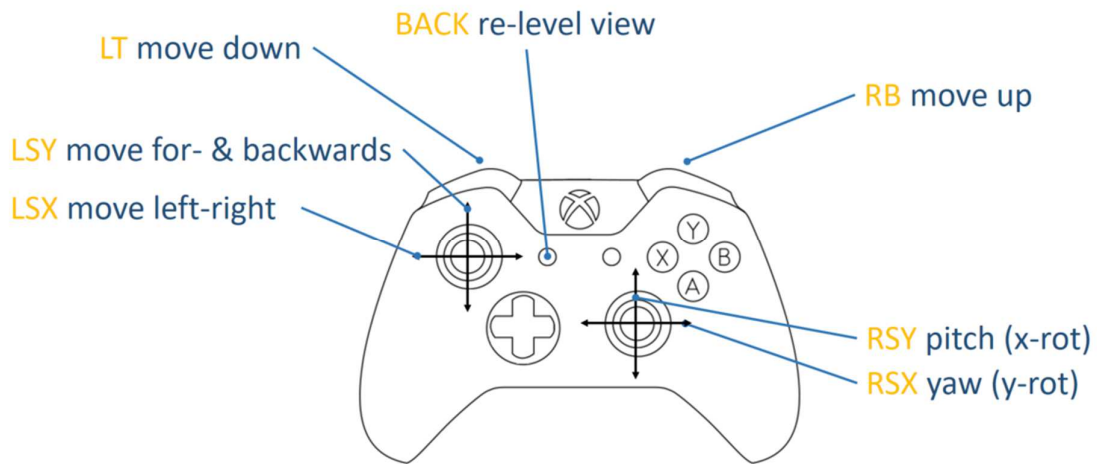 BACK re-level view
LT move down
RB move up
LSY move for- & backwards
LSX move left-right
Y
X
B
A
RSY pitch (x-rot)
RSX yaw (y-rot)